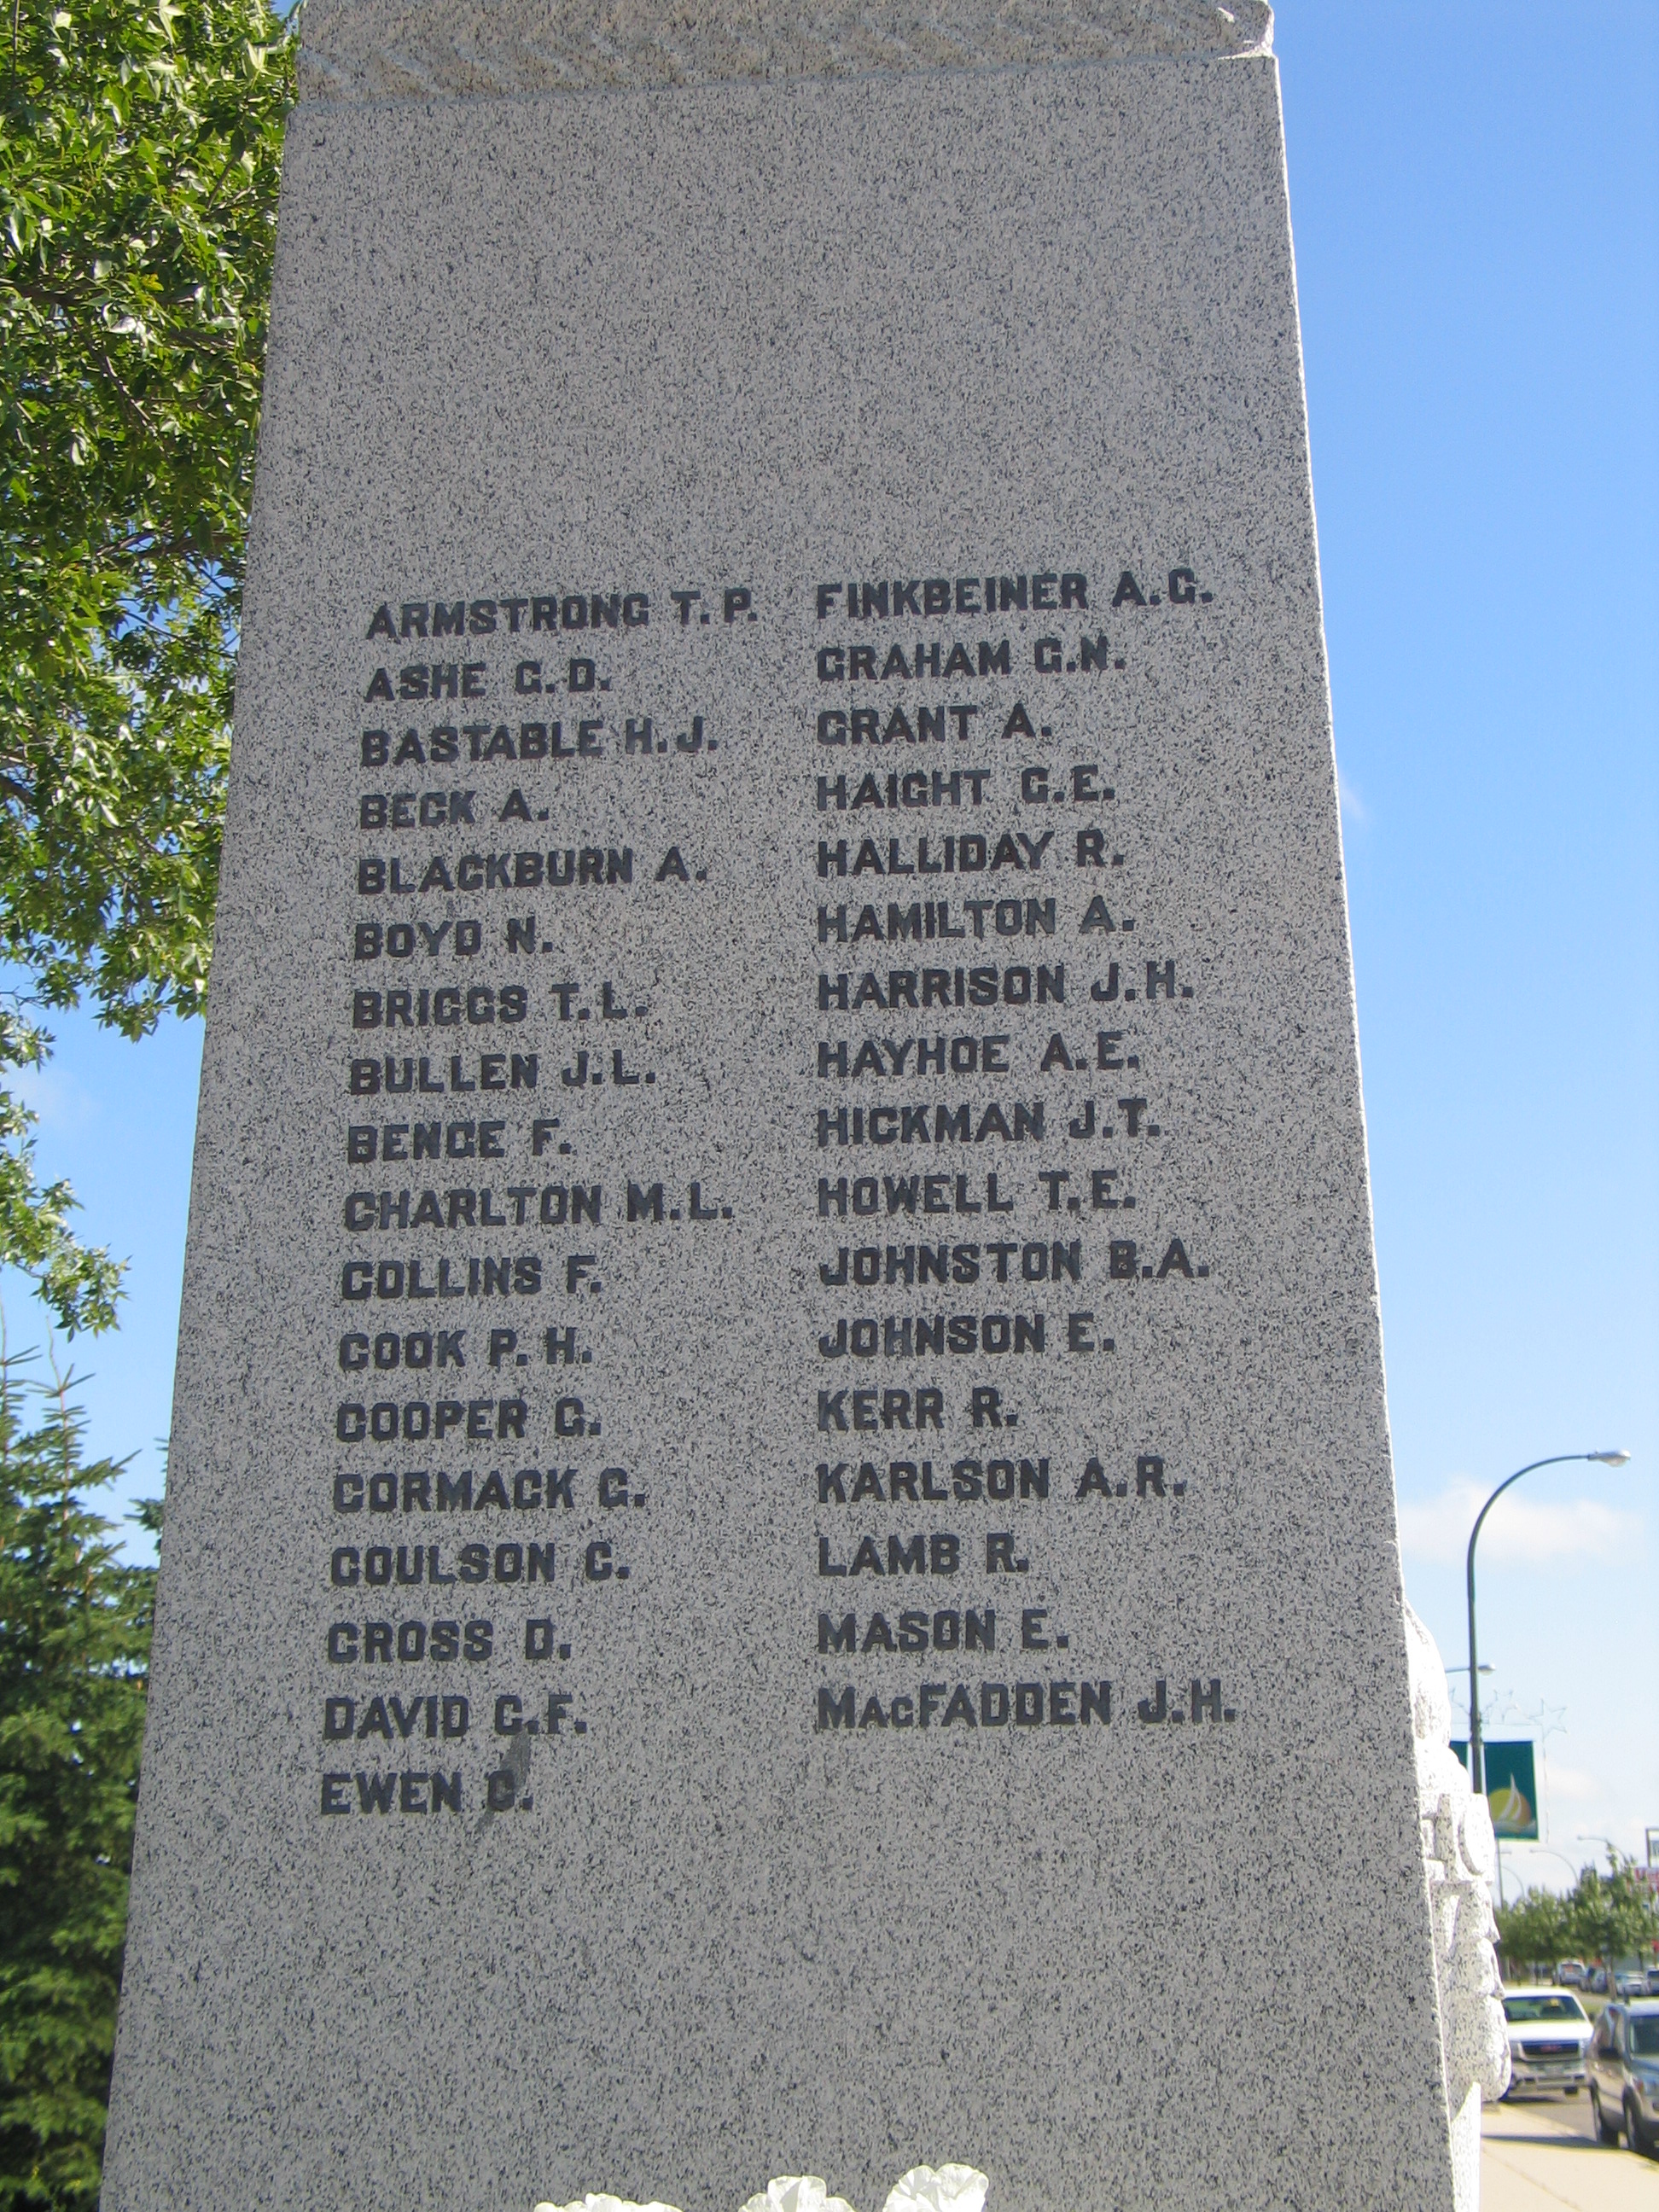 ARMSTRONG T. P.
ASHE G. D.
BASTABLE H. J.
BECK A.
BLACKBURN A.
BOYD N.
BRIGGS T. L.
BULLEN J. L.
BENCE F.
CHARLTON M. L.
COLLINS F.
COOK P. H.
COOPER G.
CORMACK G.
COULSON C.
CROSS D.
DAVID C. F.
EWEN
FINKBEINER A. G.
GRAHAM G. N.
GRANT A.
HAIGHT G. E.
HALLIDAY R.
HAMILTON A.
HARRISON J. H.
HAYHOE A. E.
HICKMAN J. T.
HOWELL T. E.
JOHNSTON B. A.
JOHNSON E.
KERR R.
KARLSON A. R.
LAMB R.
MASON E.
MacFADDEN J. H.